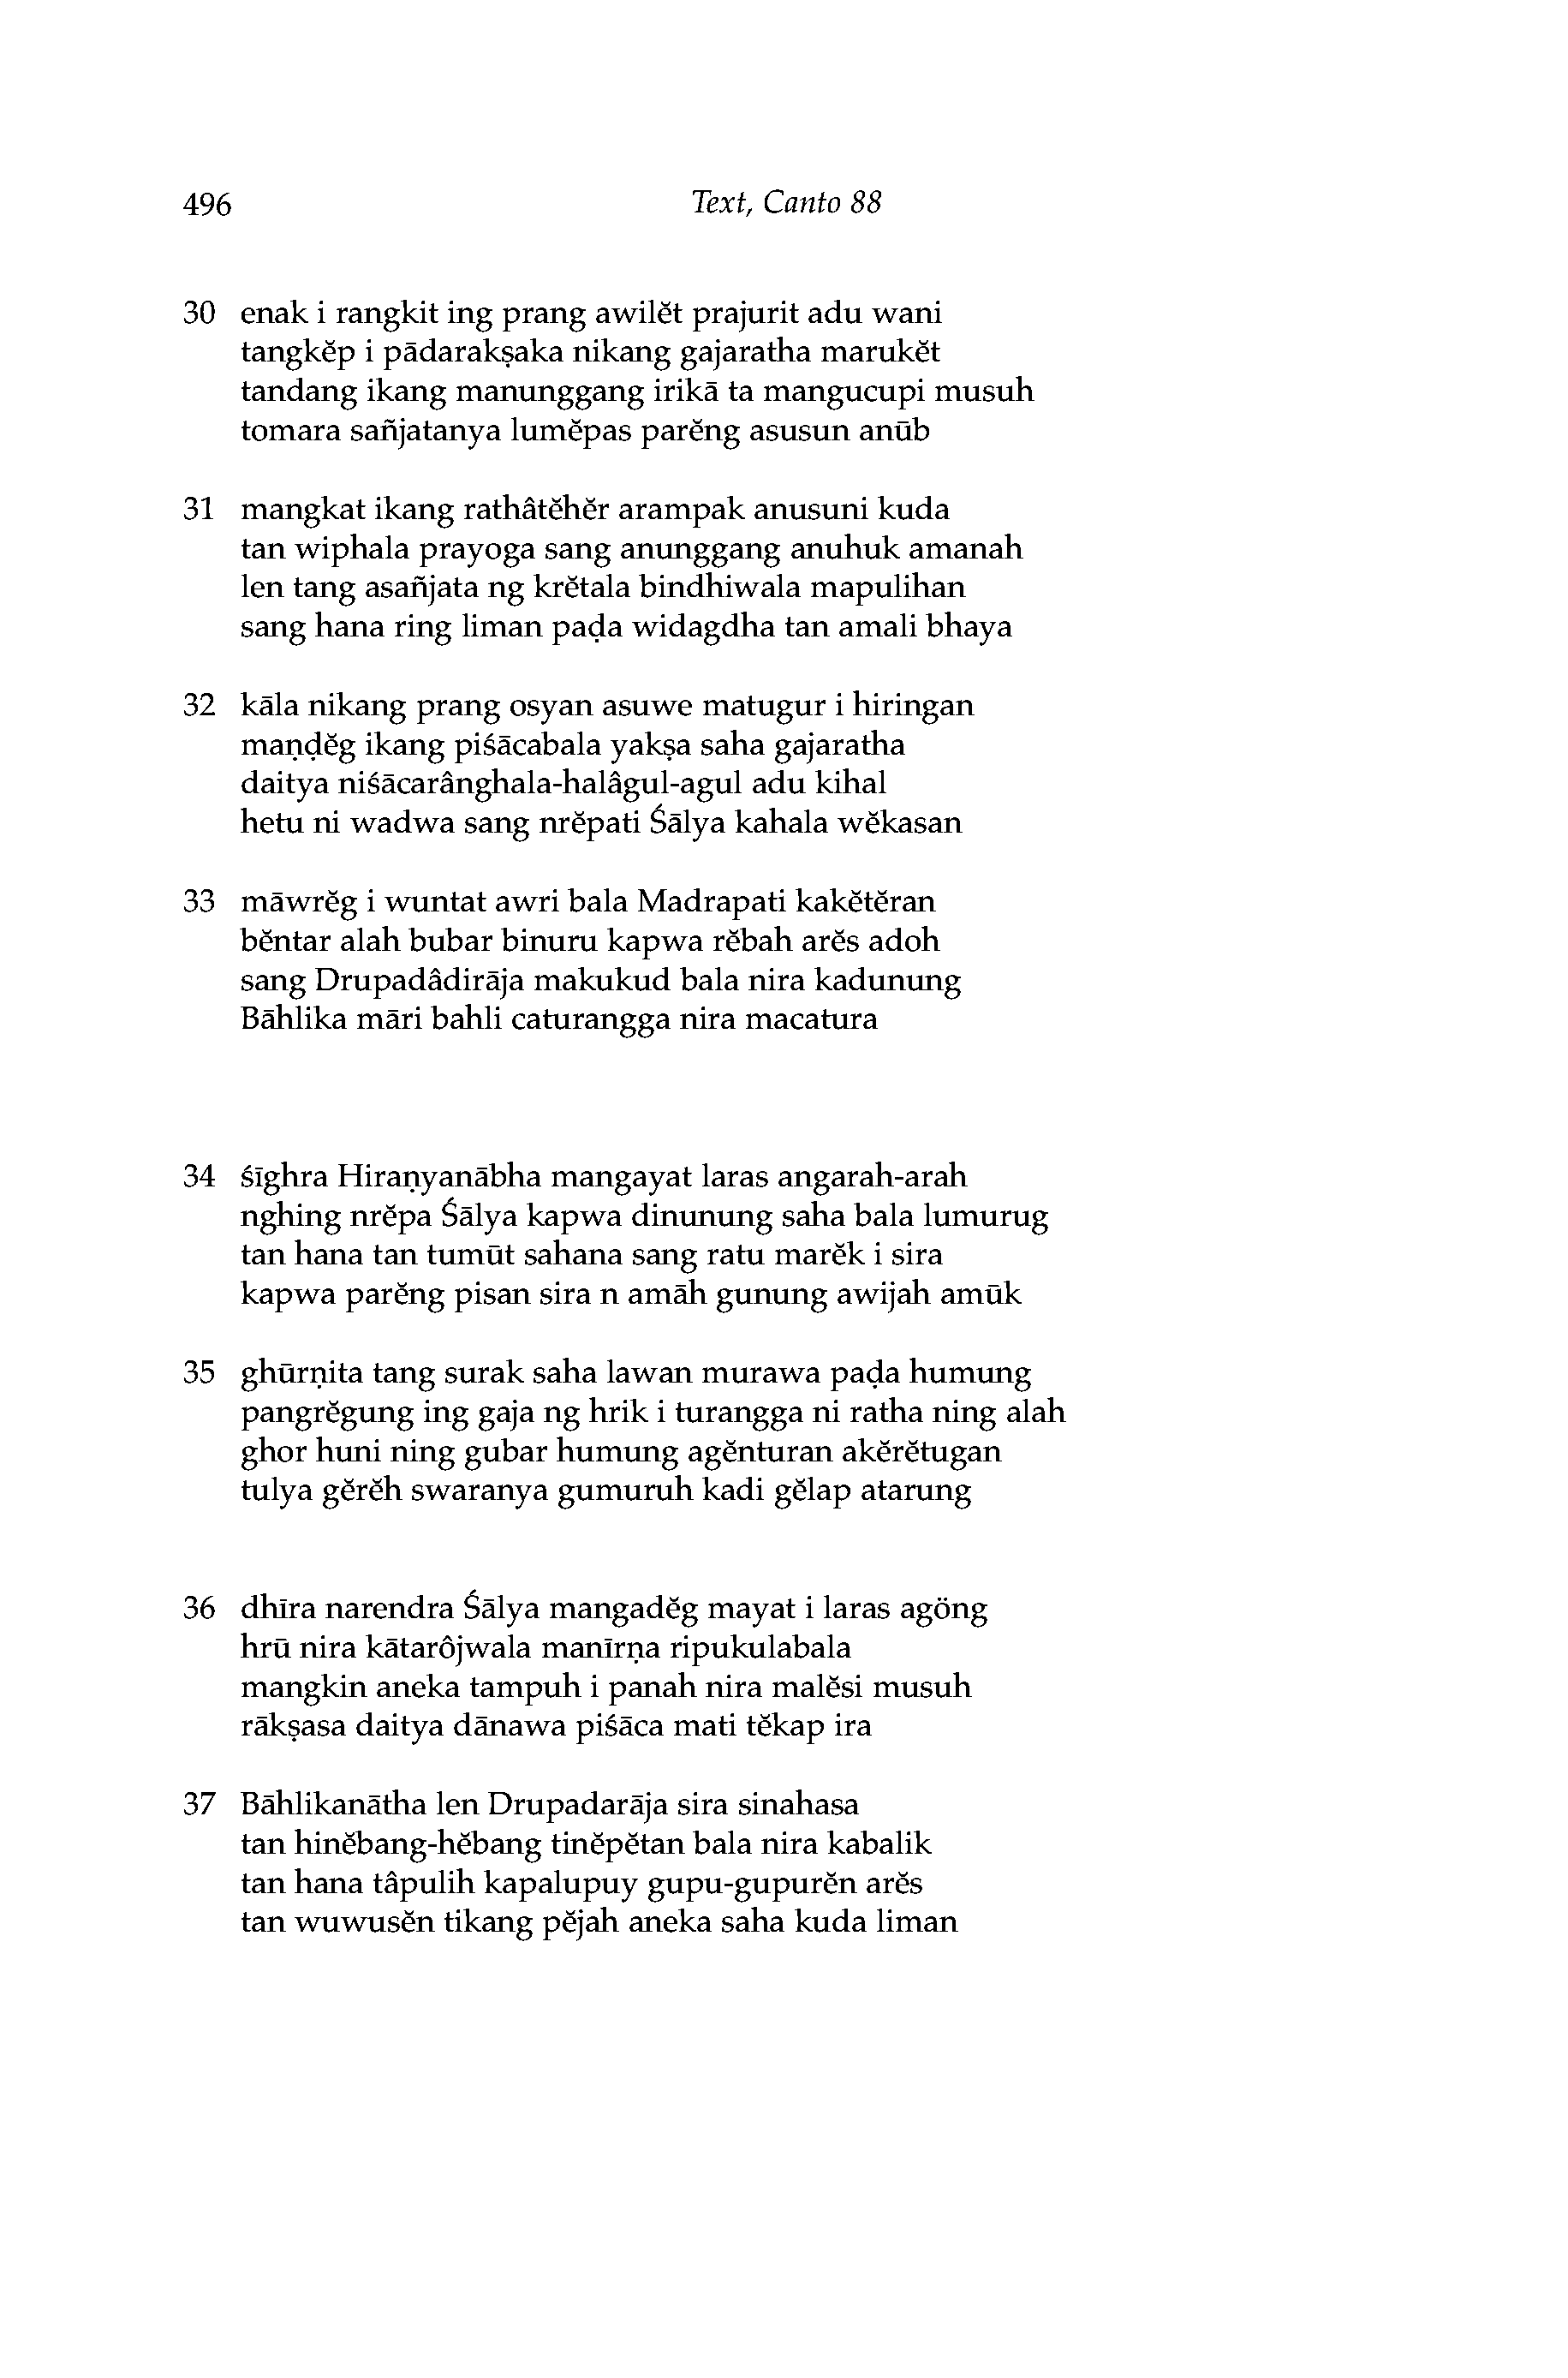 496 Text, Canto 88
30 enak i rangkit ing prang awilĕt prajurit adu wani
tangkĕp i pādarakṣaka nikang gajaratha marukĕt
tandang ikang manunggang irikā ta mangucupi musuh
tomara sañjatanya lumĕpas parĕng asusun anūb
31 mangkat ikang rathâtĕhĕr arampak anusuni kuda
tan wiphala prayoga sang anunggang anuhuk amanah
len tang asañjata ng krĕtala bindhiwala mapulihan
sang hana ring liman paḍa widagdha tan amali bhaya
32 kāla nikang prang osyan asuwe matugur i hiringan
maṇḍĕg ikang piśācabala yakṣa saha gajaratha
daitya niśācarânghala-halâgul-agul adu kihal
hetu ni wadwa sang nrĕpati Śālya kahala wĕkasan
33 māwrĕg i wuntat awri bala Madrapati kakĕtĕran
bĕntar alah bubar binuru kapwa rĕbah arĕs adoh
sang Drupadâdirāja makukud bala nira kadunung
Bāhlika māri bahli caturangga nira macatura
34 śīghra Hiraṇyanābha mangayat laras angarah-arah
nghing nrĕpa Śālya kapwa dinunung saha bala lumurug
tan hana tan tumūt sahana sang ratu marĕk i sira
kapwa parĕng pisan sira n amāh gunung awijah amūk
35 ghūrṇita tang surak saha lawan murawa paḍa humung
pangrĕgung ing gaja ng hrik i turangga ni ratha ning alah
ghor huni ning gubar humung agĕnturan akĕrĕtugan
tulya gĕrĕh swaranya gumuruh kadi gĕlap atarung
36 dhīra narendra Śālya mangadĕg mayat i laras agöng
hrū nira kātarôjwala manīrṇa ripukulabala
mangkin aneka tampuh i panah nira malĕsi musuh
rākṣasa daitya dānawa piśāca mati tĕkap ira
37 Bāhlikanātha len Drupadarāja sira sinahasa
tan hinĕbang-hĕbang tinĕpĕtan bala nira kabalik
tan hana tâpulih kapalupuy gupu-gupurĕn arĕs
tan wuwusĕn tikang pĕjah aneka saha kuda liman